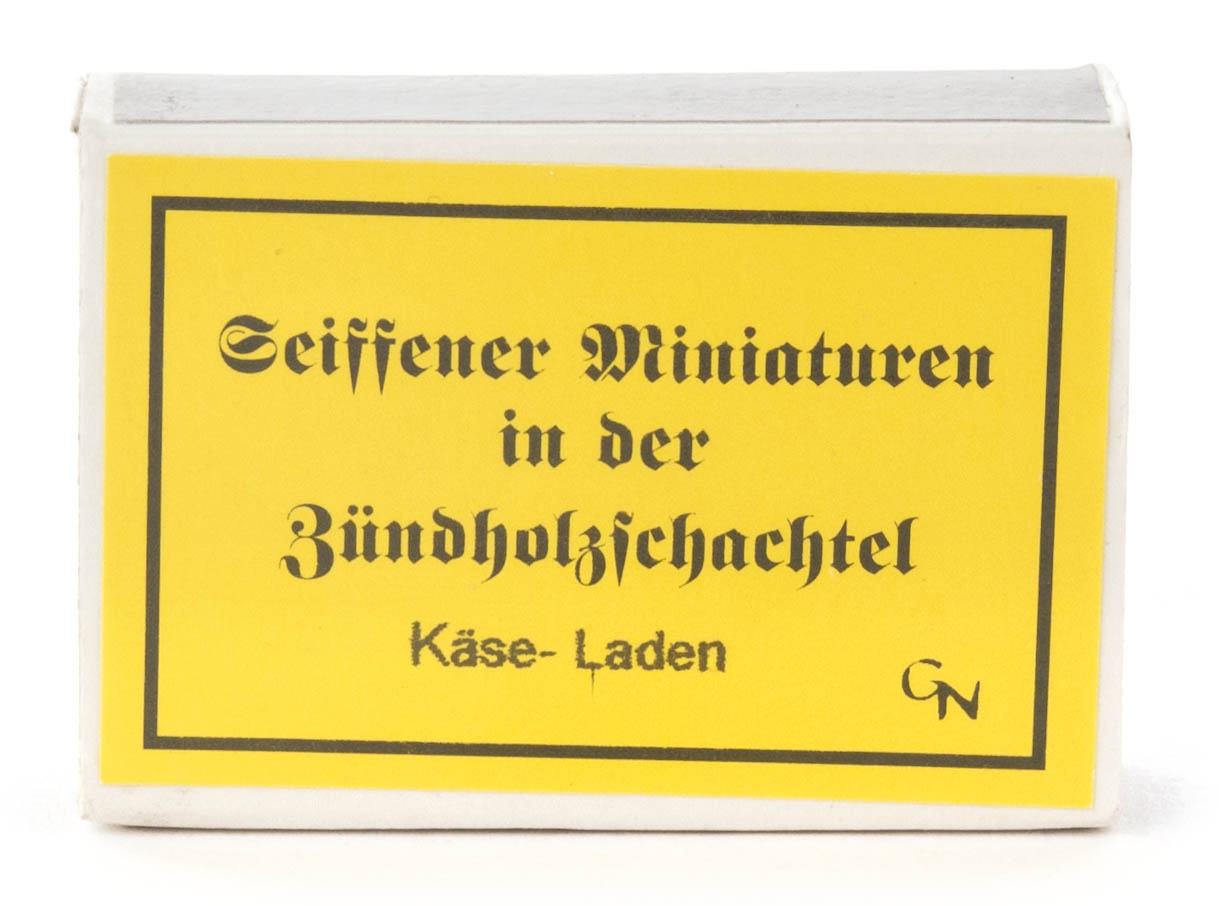 Seiffener Miniaturen
in der
Zündholzſchachtel
Käse- Laden
GN